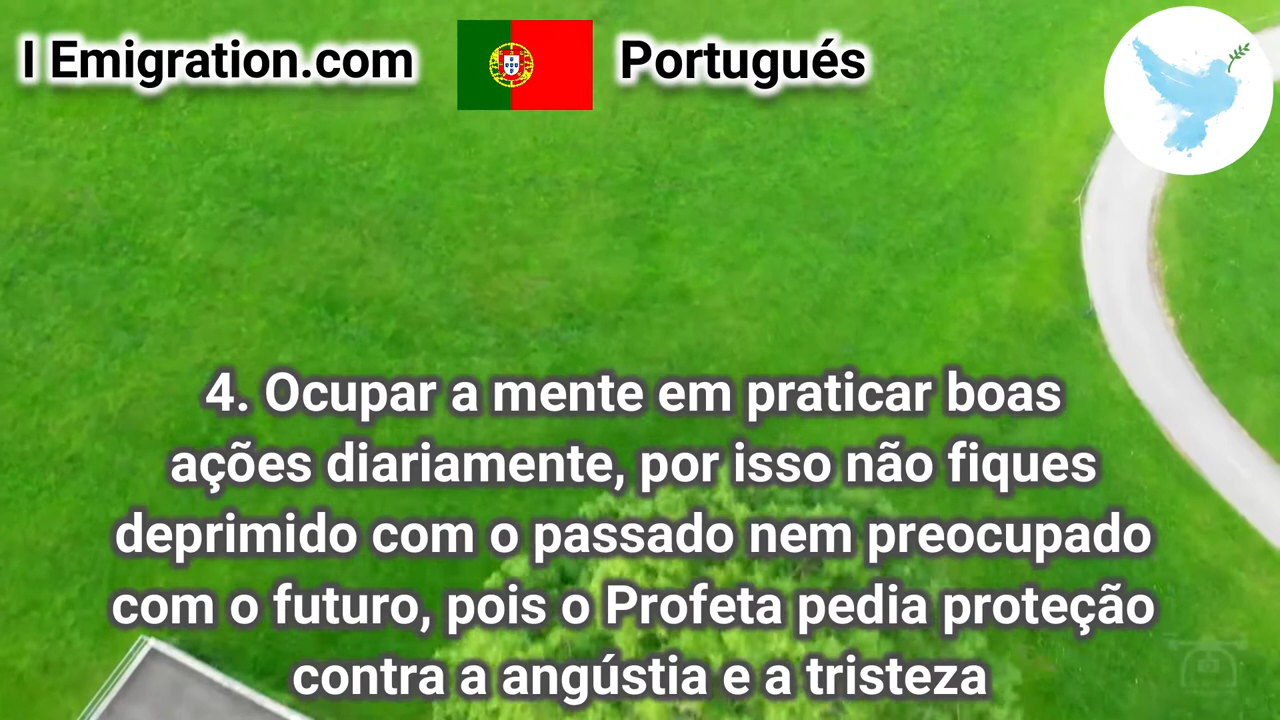 I Emigration.com Portugués
4. Ocupar a mente em praticar boas
ações diariamente, por isso não fiques
deprimido com o passado nem preocupado
com o futuro, pois o Profeta pedia proteção
contra a angústia e a tristeza